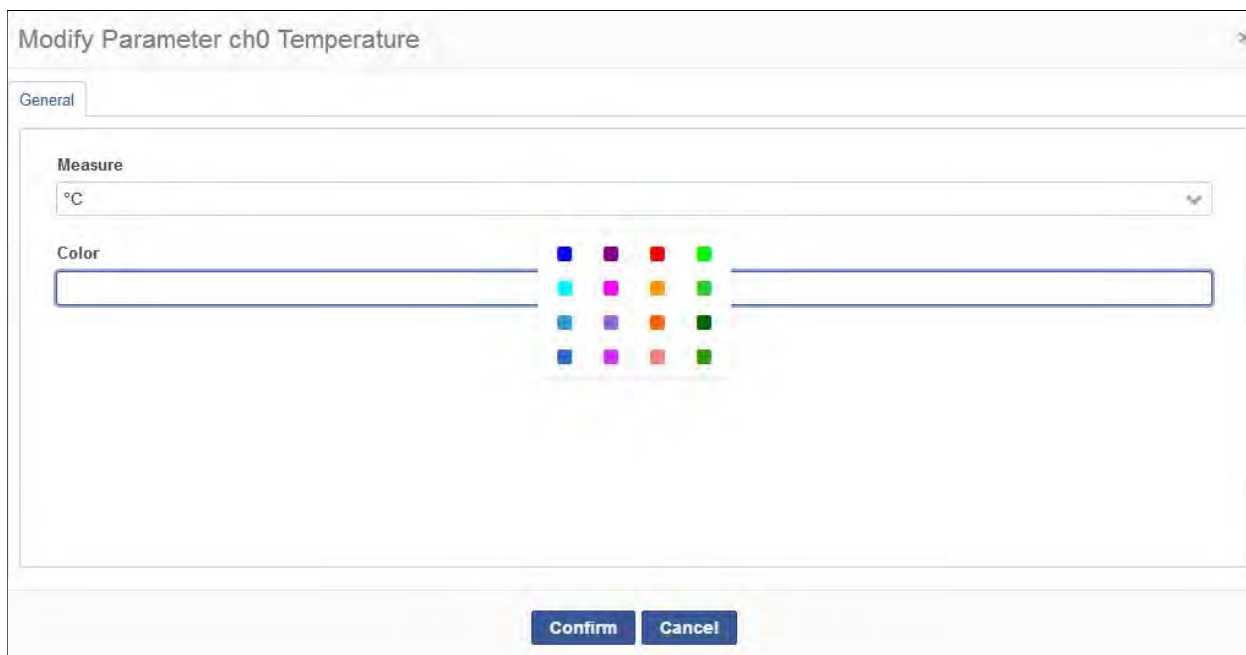 Modify Parameter ch0 Temperature
General
Measure
°C
Color
Confirm Cancel